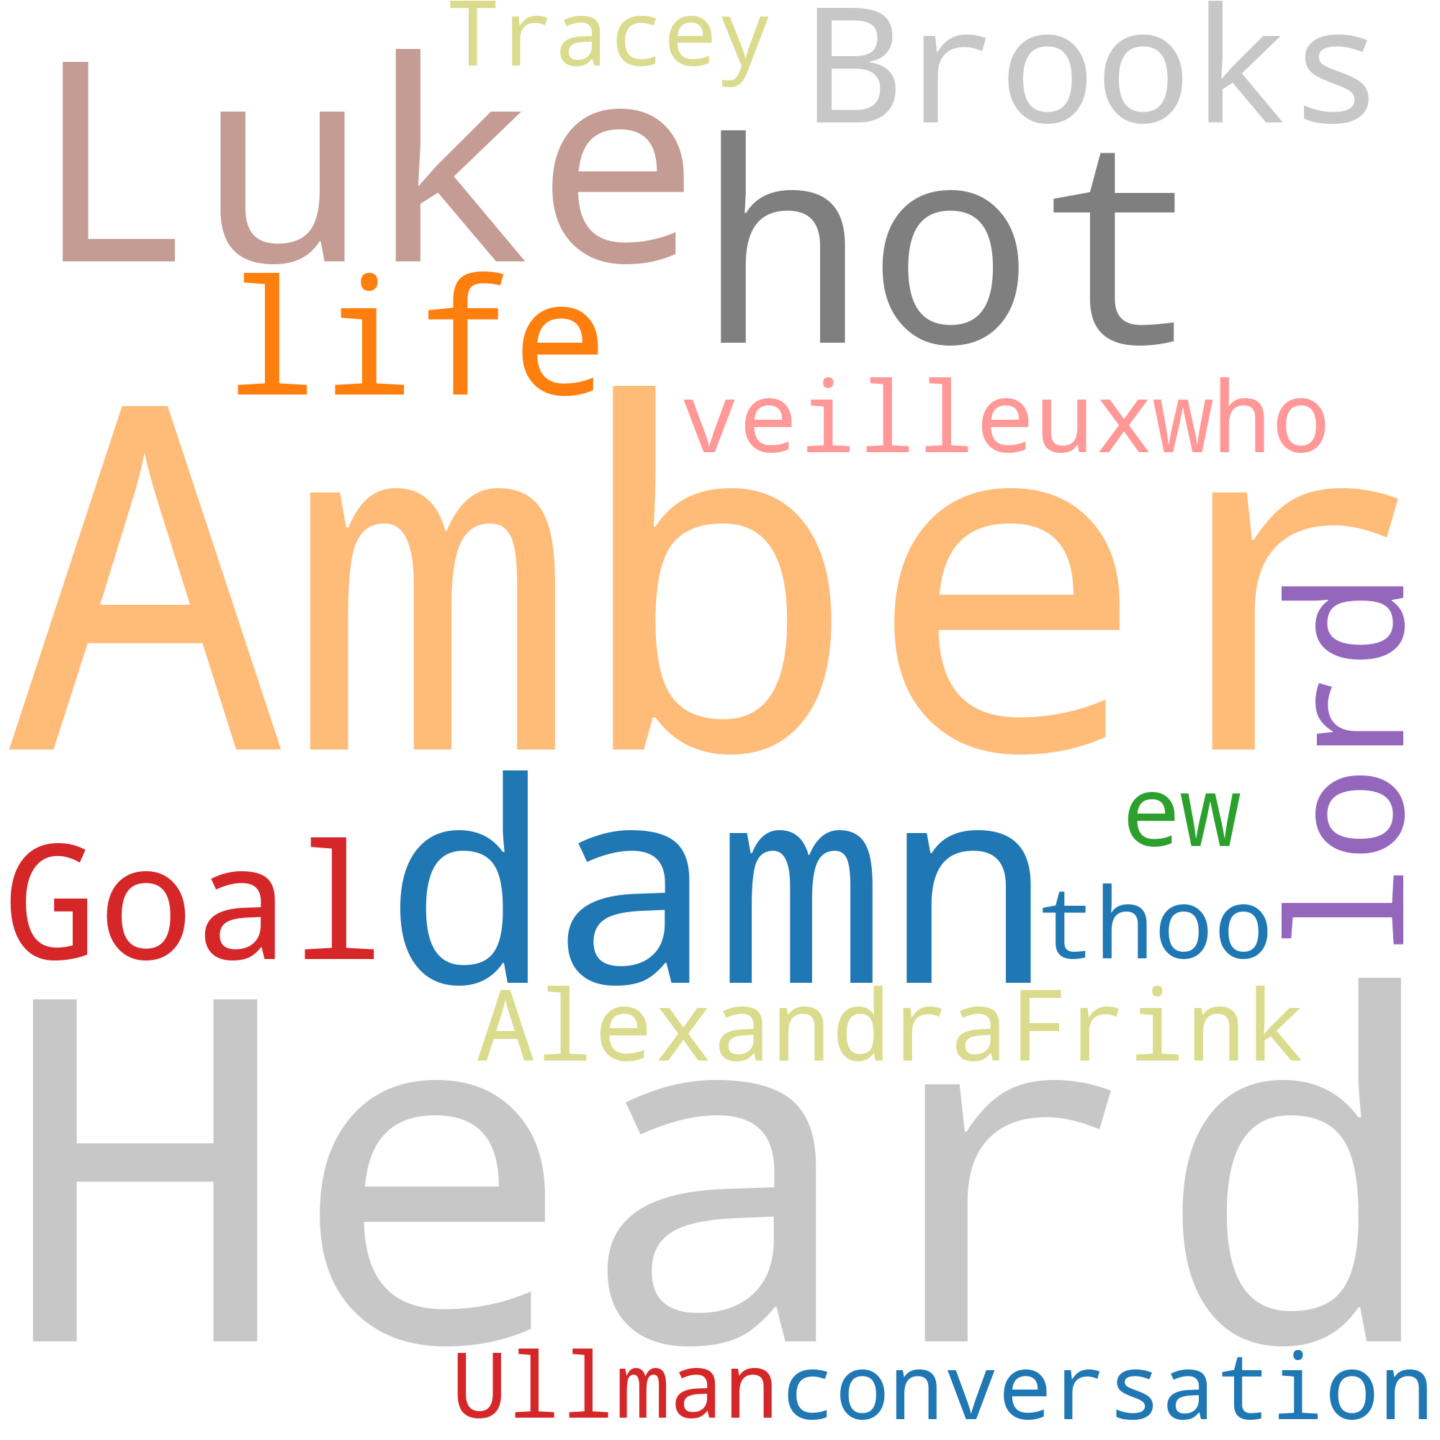 Tracey
Brooks
Luke
hot
life
veilleuxwho
Amber
lord
damn
ew
Goal
thoo
AlexandraFrink
Heard
Ullman
conversation